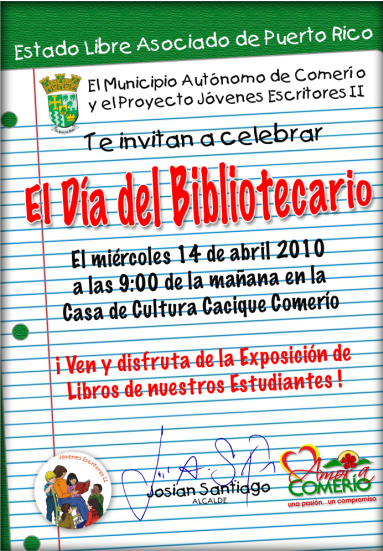 Estado Libre Asociado de Puerto Rico
El Municipio Autónomo de Comerío
y el Proyecto Jóvenes Escritores II
Te invitan a celebrar
El Día del Bibliotecario
El miércoles 14 de abril 2010
a las 9:00 de la mañana en la
Casa de Cultura Cacique Comerío
¡ Ven y disfruta de la Exposición de
Libros de nuestros Estudiantes !
Jóvenes Escritores II
Josian Santiago
ALCALDE
Amor a
COMERÍO
una pasión...un compromiso